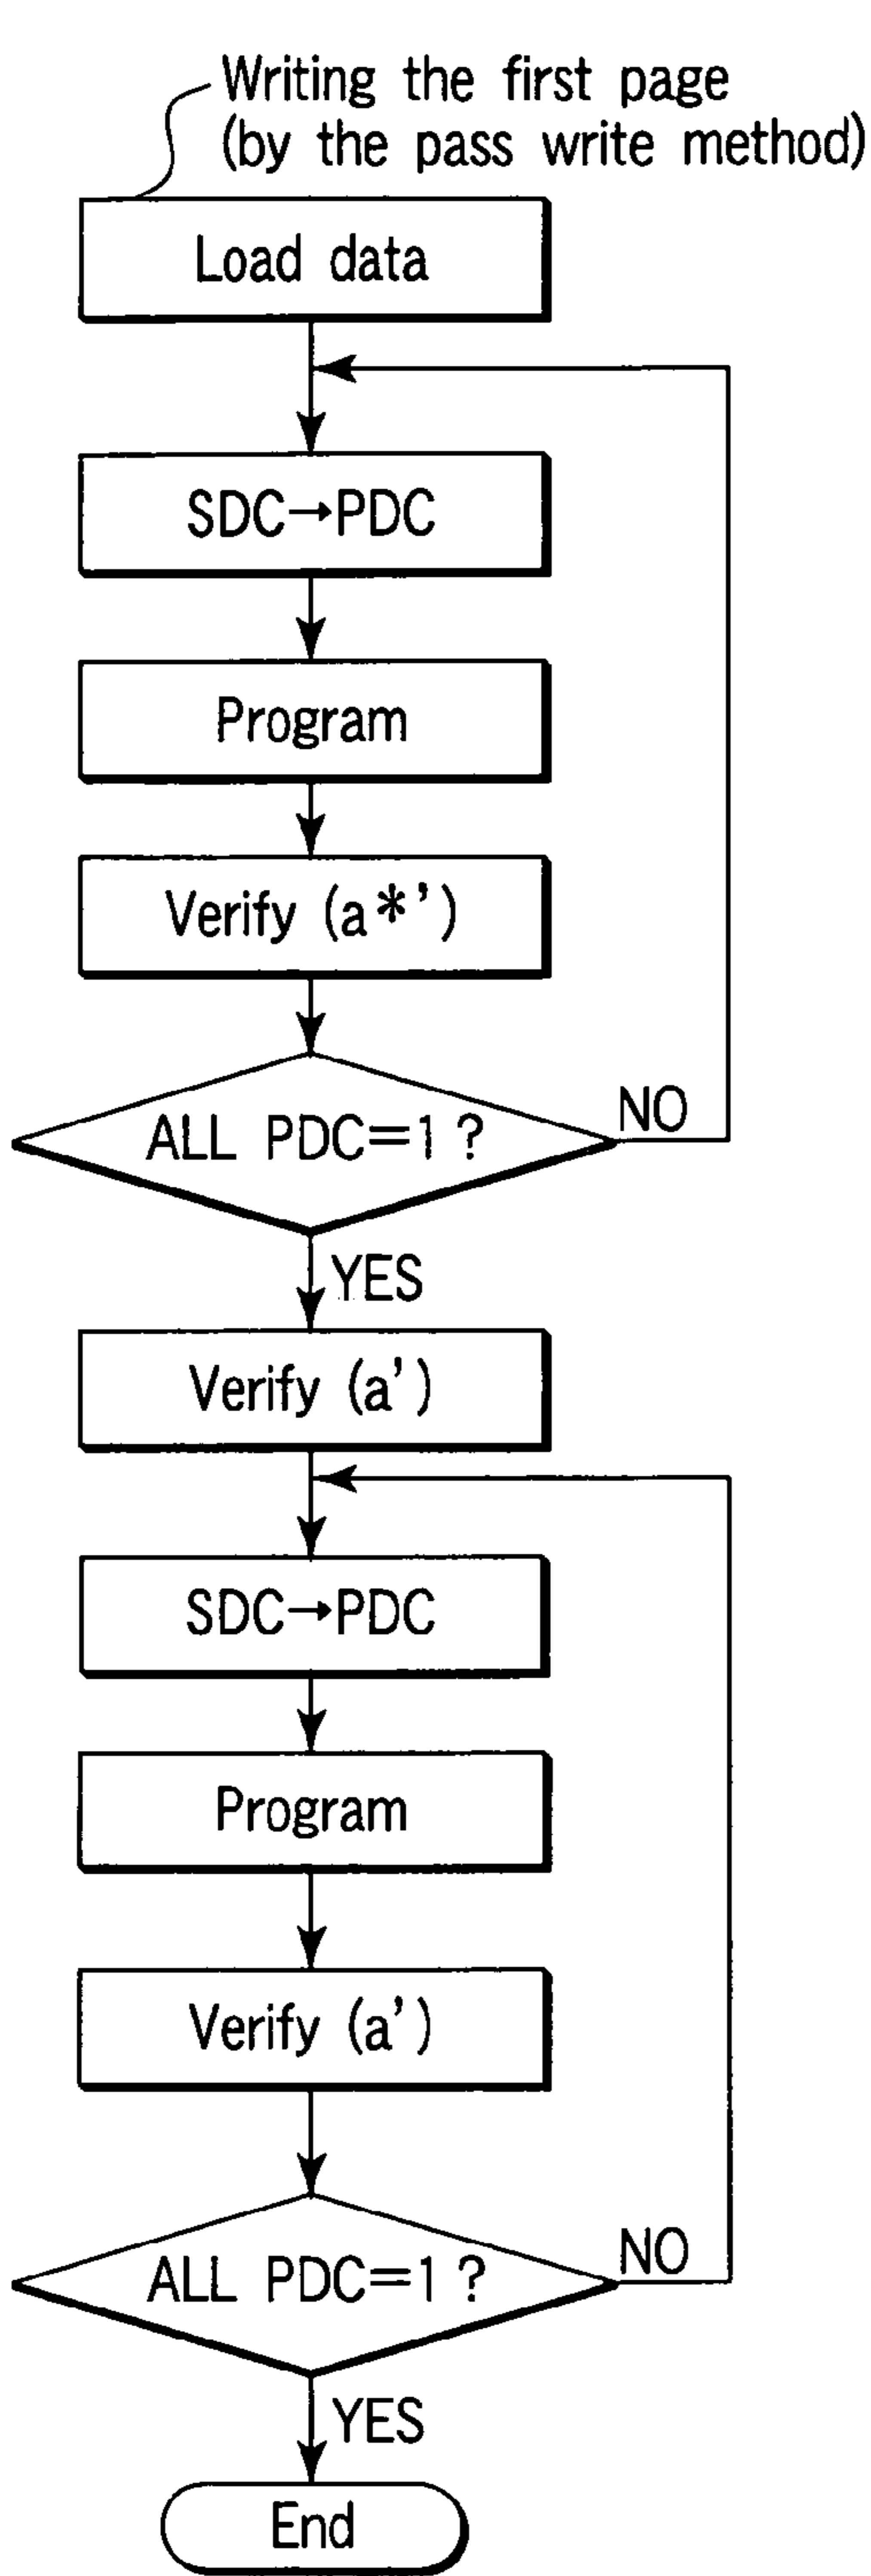 Writing the first page
(by the pass write method)
Load data
SDC→PDC
Program
Verify (a*')
ALL PDC=1 ?
NO
YES
Verify (a')
SDC→PDC
Program
Verify (a')
ALL PDC=1 ?
NO
YES
End